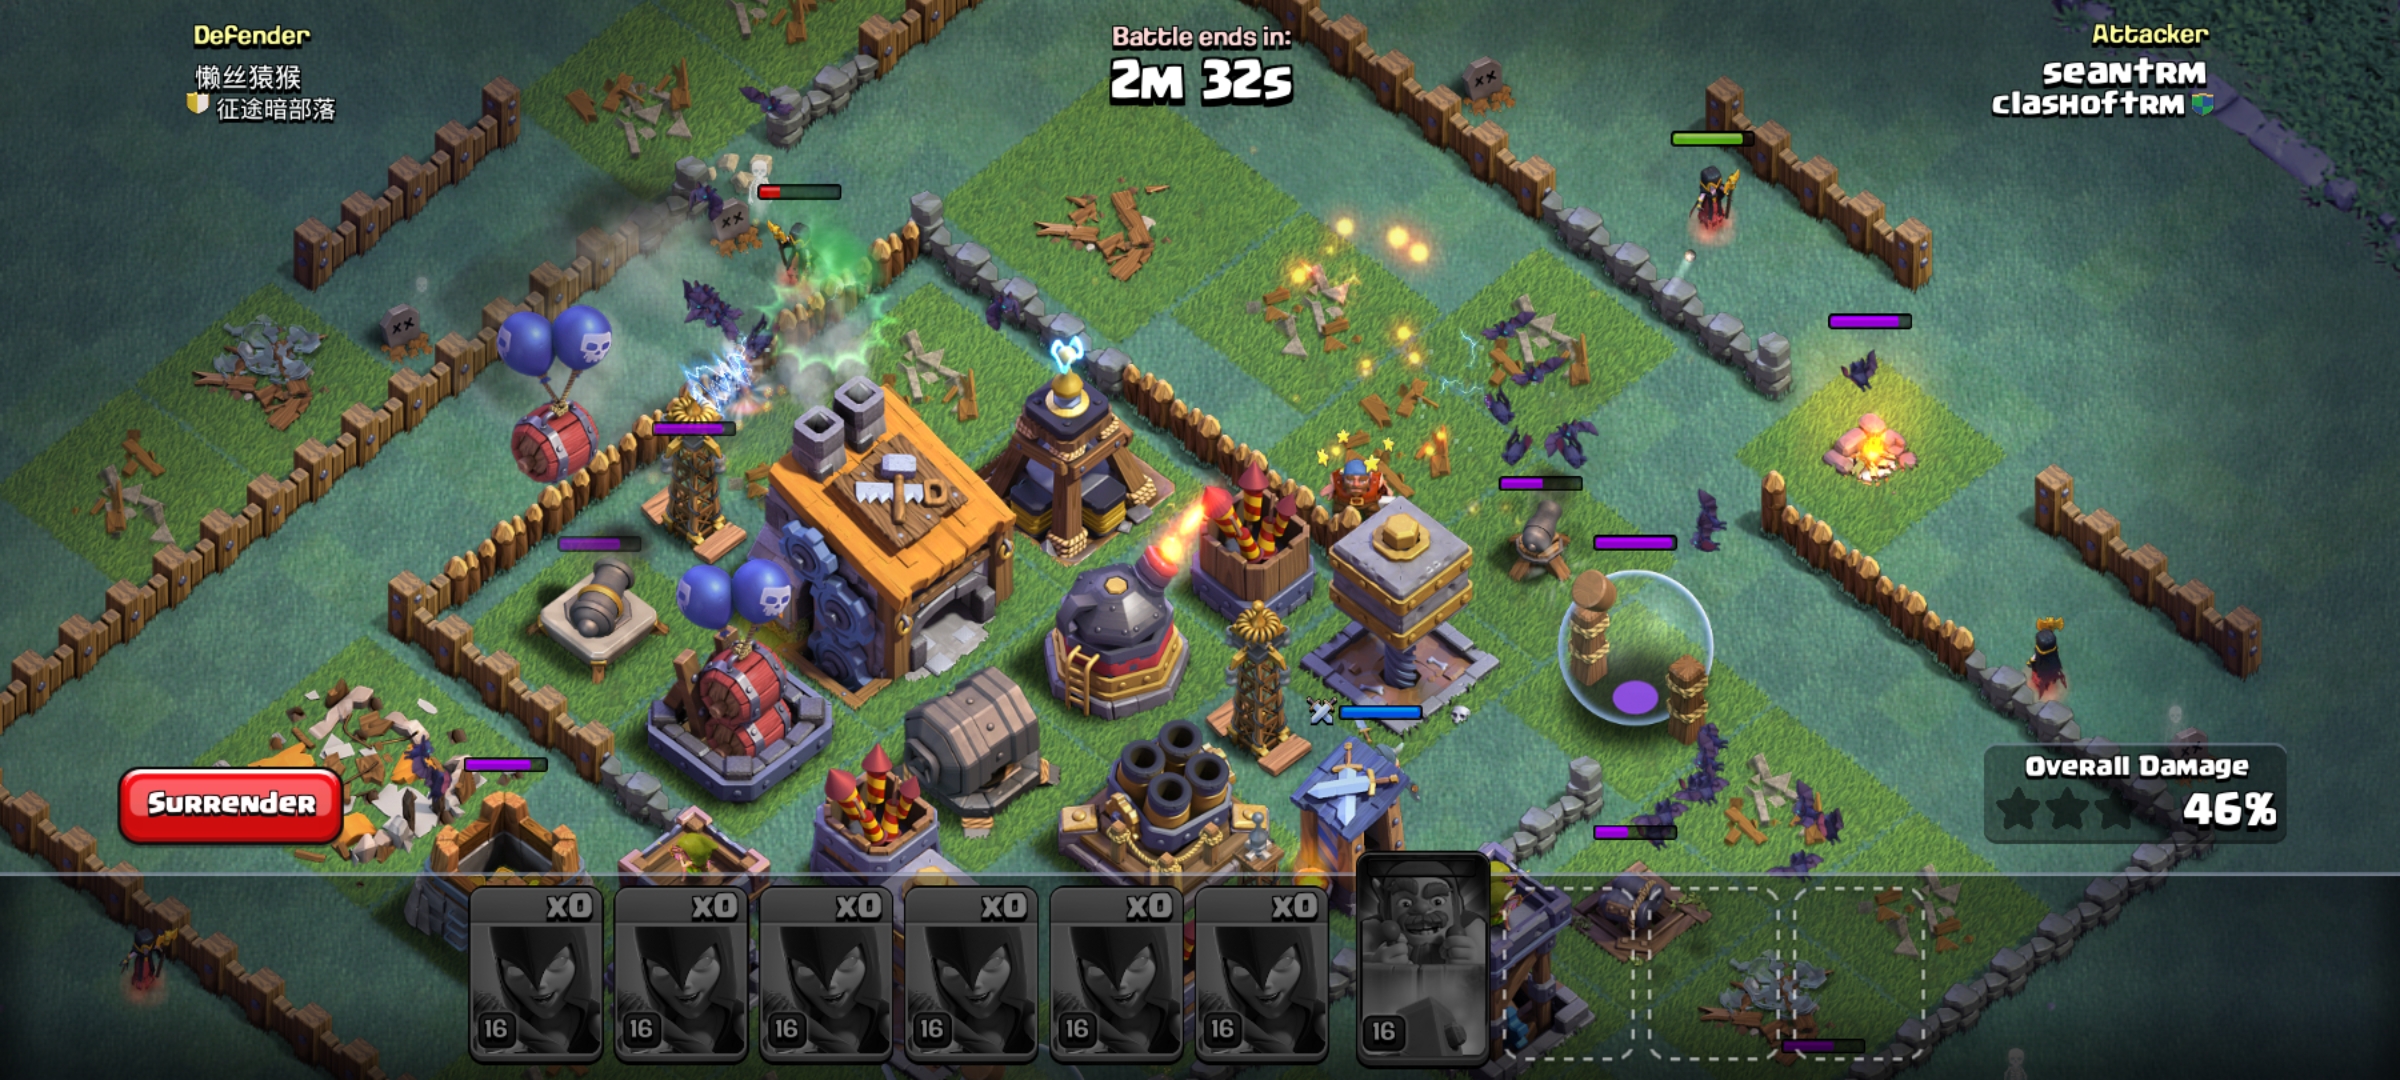 Defender
懒丝猿猴
征途暗部落
Battle ends in:
2M 32s
Attacker
seantRM
clashoftRM
Surrender
Overall Damage
46%
x0 x0 x0 x0 x0 x0
16 16 16 16 16 16 16